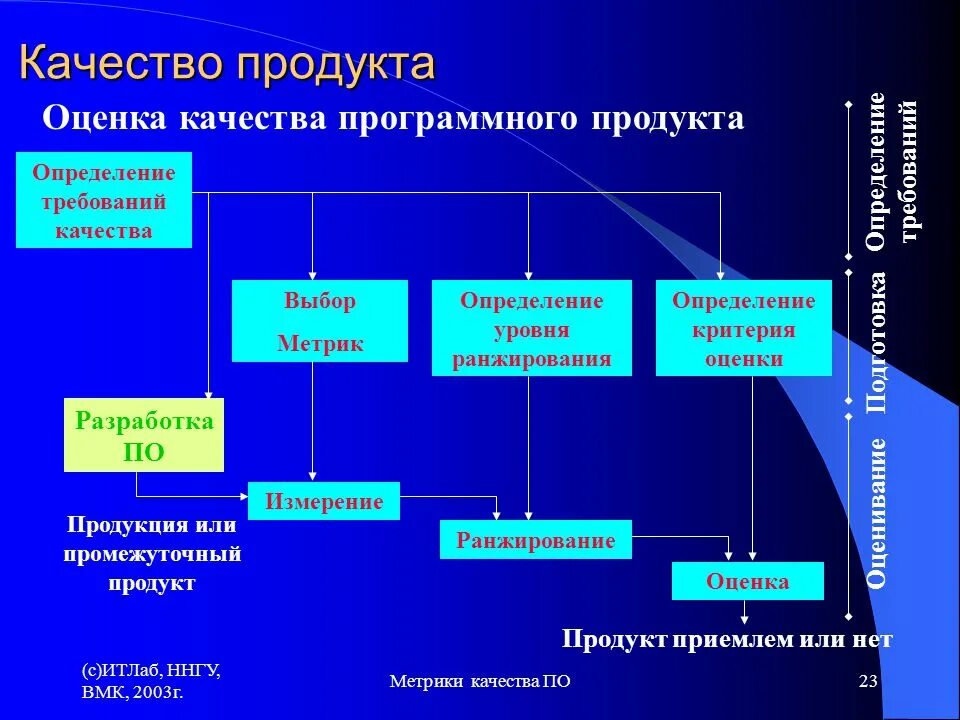 Качество продукта
Оценка качества программного продукта
Определение
требований
качества
Выбор
Метрик
Определение
уровня
ранжирования
Определение
критерия
оценки
Разработка
ПО
Измерение
Продукция или
промежуточный
продукт
Ранжирование
Оценка
Продукт приемлем или нет
Определение
требований
Подготовка
Оценивание
(с)ИТЛаб, ННГУ,
ВМК, 2003г.
Метрики качества ПО
23